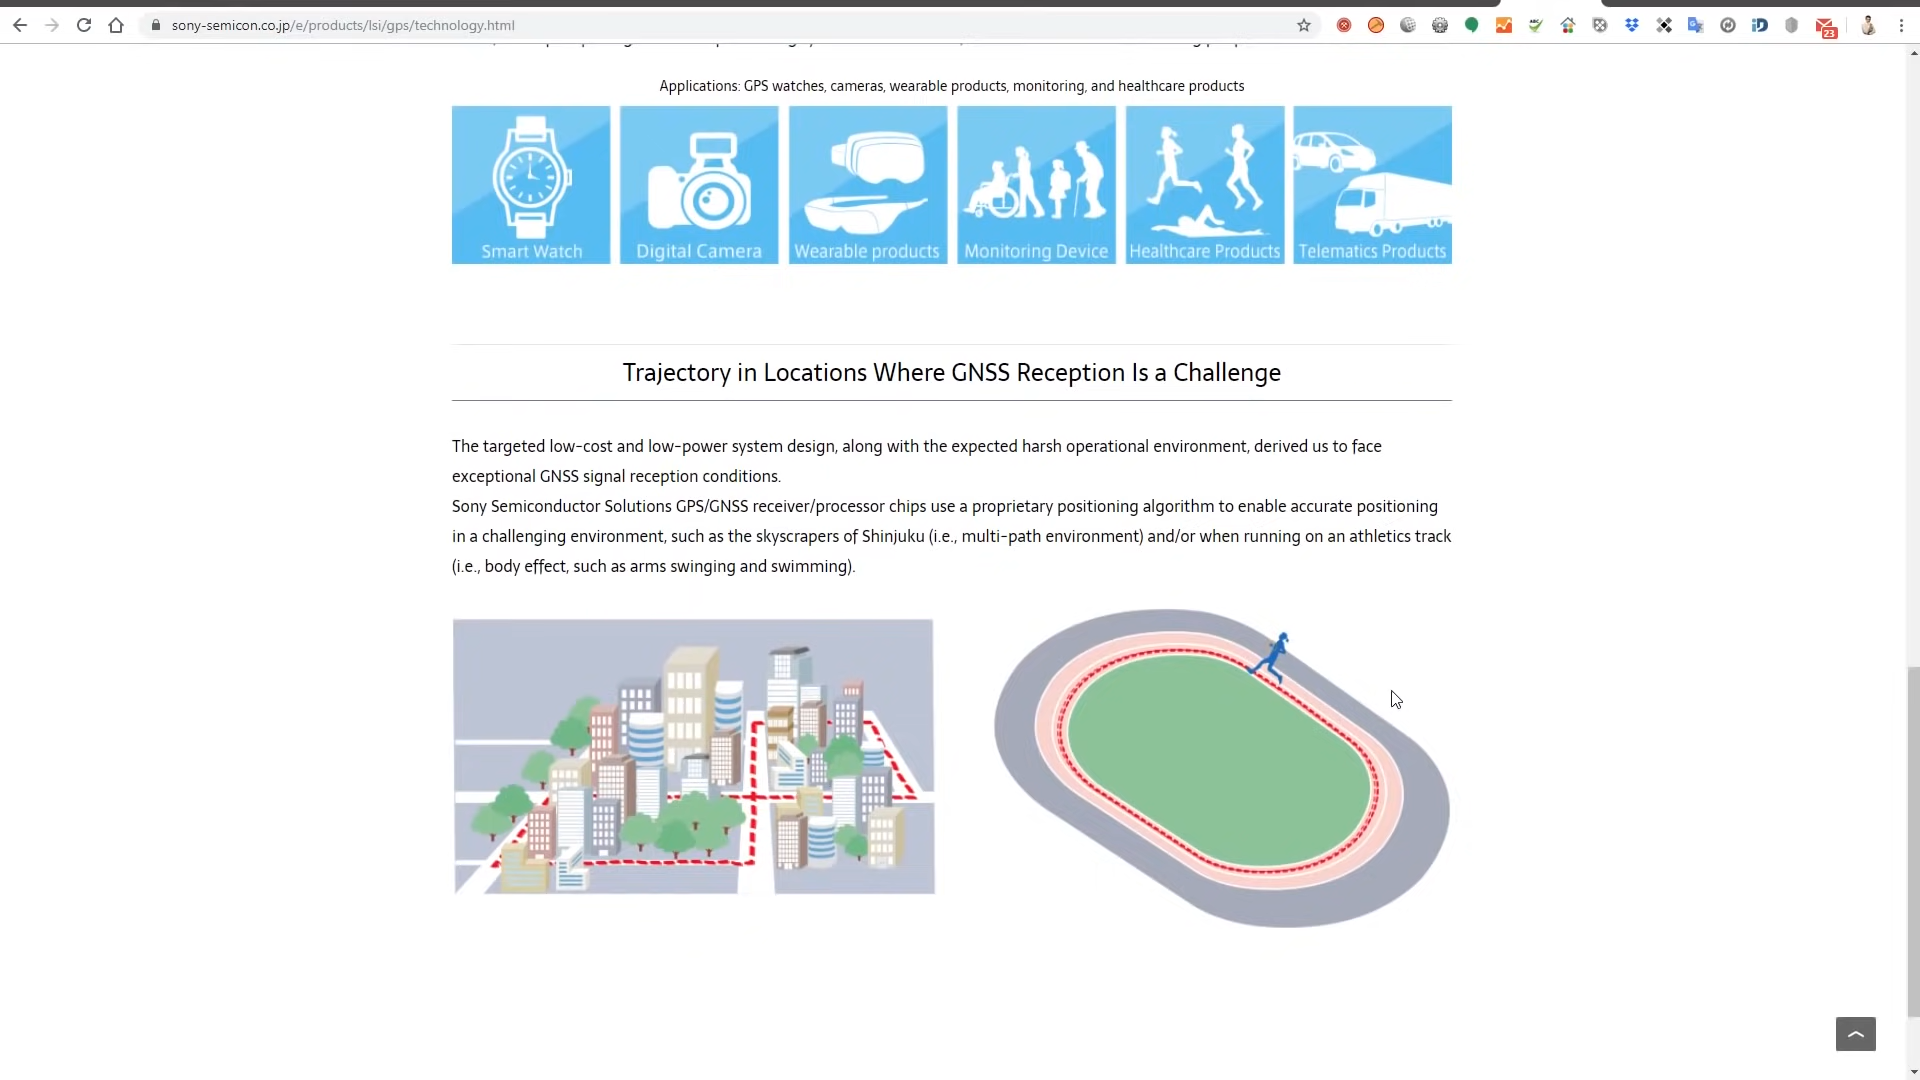 sony-semicon.co.jp/e/products/lsi/gps/technology.html
23
Applications: GPS watches, cameras, wearable products, monitoring, and healthcare products
Smart Watch
Digital Camera
Wearable products
Monitoring Device
Healthcare Products
Telematics Products
Trajectory in Locations Where GNSS Reception Is a Challenge
The targeted low-cost and low-power system design, along with the expected harsh operational environment, derived us to face
exceptional GNSS signal reception conditions.
Sony Semiconductor Solutions GPS/GNSS receiver/processor chips use a proprietary positioning algorithm to enable accurate positioning
in a challenging environment, such as the skyscrapers of Shinjuku (i.e., multi-path environment) and/or when running on an athletics track
(i.e., body effect, such as arms swinging and swimming).